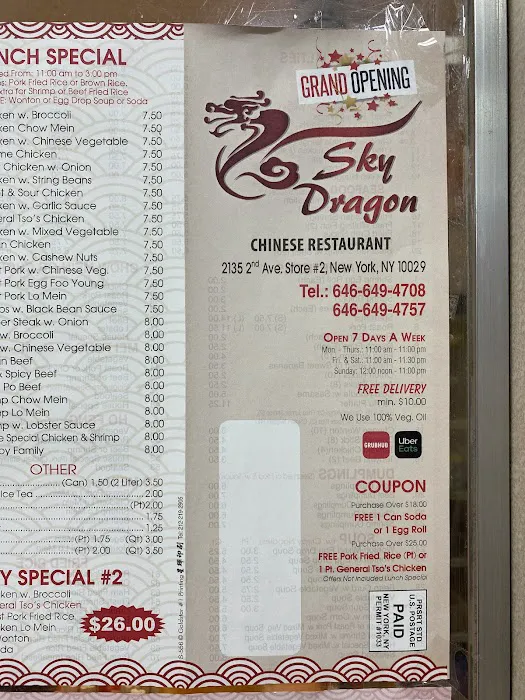 NCH SPECIAL
ed From: 11:00 am to 3:00 pm
s: Pork Fried Rice or Brown Rice,
xtra for Shrimp or Beef Fried Rice
E: Wonton or Egg Drop Soup or Soda
ken w. Broccoli 7.50
ken Chow Mein 7.50
ken w. Chinese Vegetable 7.50
me Chicken 7.50
Chicken w. Onion 7.50
ken w. String Beans 7.50
t & Sour Chicken 7.50
ken w. Garlic Sauce 7.50
eral Tso's Chicken 7.50
ken w. Mixed Vegetable 7.50
n Chicken 7.50
ken w. Cashew Nuts 7.50
t Pork w. Chinese Veg. 7.50
t Pork Egg Foo Young 7.50
t Pork Lo Mein 7.50
os w. Black Bean Sauce 7.50
er Steak w. Onion 8.00
w. Broccoli 8.00
w. Chinese Vegetable 8.00
an Beef 8.00
& Spicy Beef 8.00
Po Beef 8.00
mp Chow Mein 8.00
mp Lo Mein 8.00
mp w. Lobster Sauce 8.00
e Special Chicken & Shrimp 8.00
py Family 8.00
OTHER
(Can) 1.50 (2 Liter) 3.50
Ice Tea 2.00
(Pt) 2.00
1.75
1.25
(Pt) 1.75 (Qt) 3.00
(Pt) 2.00 (Qt) 3.50
Y SPECIAL #2
ken w. Broccoli
eral Tso's Chicken
st Pork Fried Rice
cken Lo Mein
Wonton
oda
$26.00
GRAND OPENING
Sky
Dragon
CHINESE RESTAURANT
2135 2nd Ave. Store #2, New York, NY 10029
Tel.: 646-649-4708
646-649-4757
OPEN 7 DAYS A WEEK
Mon. - Thurs.: 11:00 am - 11:00 pm
Fri. & Sat.: 11:00 am - 11:30 pm
Sunday: 12:00 noon - 11:00 pm
FREE DELIVERY
min. $10.00
We Use 100% Veg. Oil
GRUBHUB
Uber
Eats
COUPON
Purchase Over $18.00
FREE 1 Can Soda
or 1 Egg Roll
Purchase Over $25.00
FREE Pork Fried. Rice (Pt) or
1 Pt. General Tso's Chicken
Offers Not Included Lunch Special
PRSRT STD
U.S. POSTAGE
PAID
NEW YORK, NY
PERMIT #1033